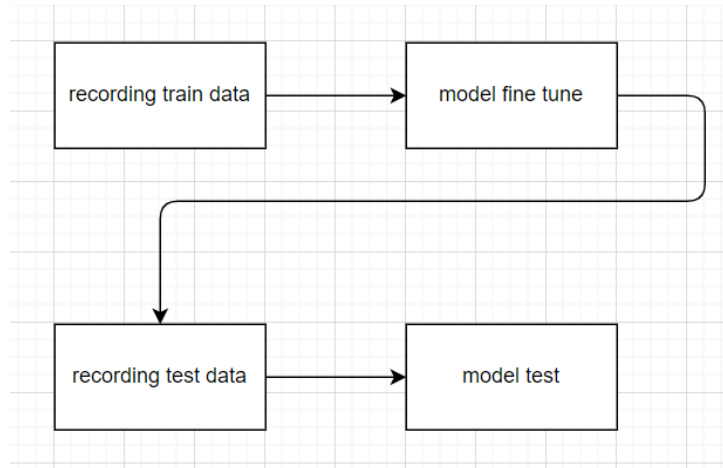 recording train data
model fine tune
recording test data
model test